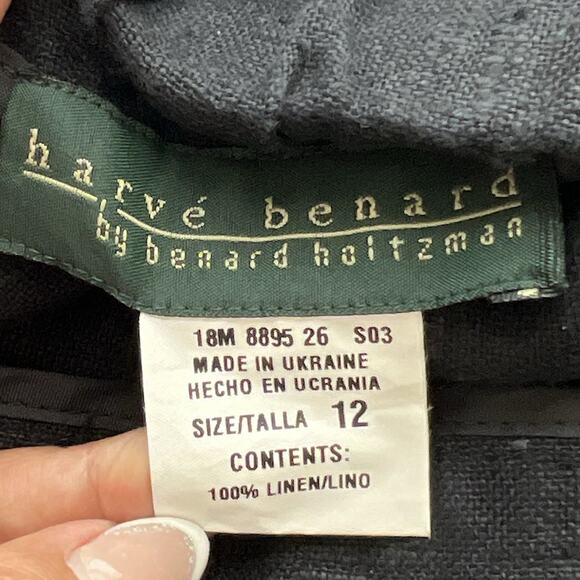 harvé benard
by benard holtzman
18M 8895 26 S03
MADE IN UKRAINE
HECHO EN UCRANIA
SIZE/TALLA 12
CONTENTS:
100% LINEN/LINO